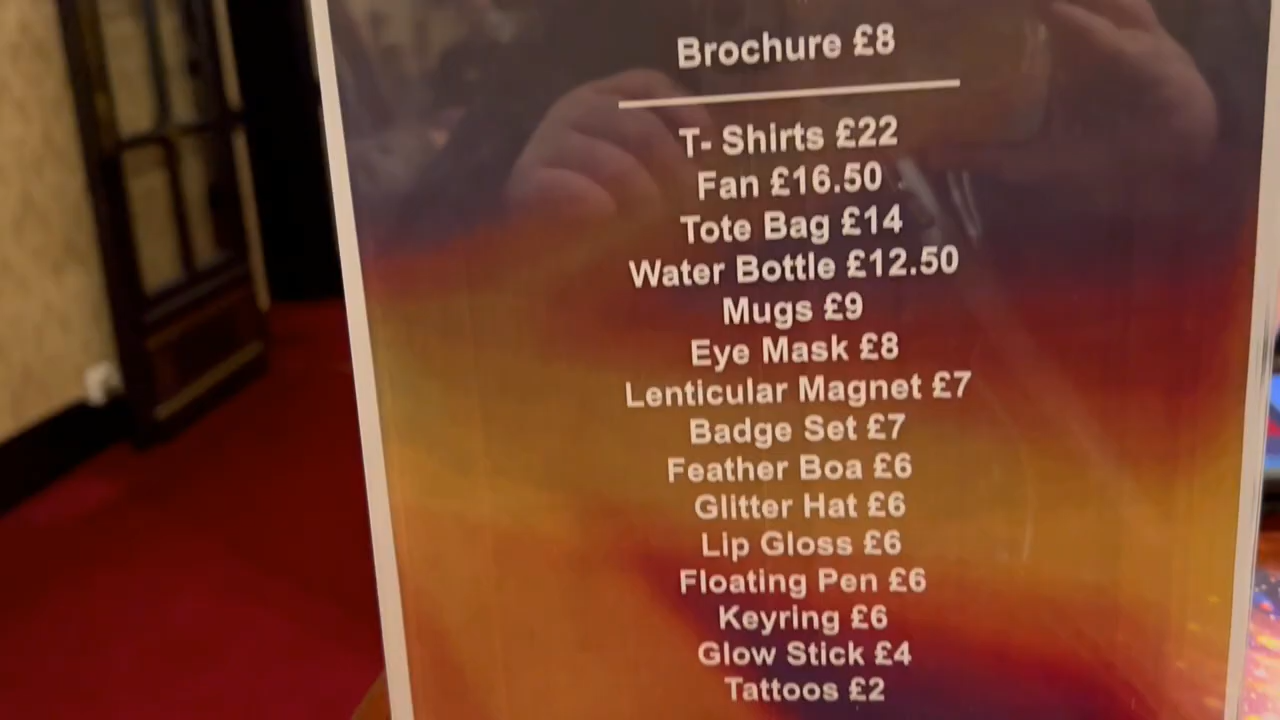 Brochure £8
T- Shirts £22
Fan £16.50
Tote Bag £14
Water Bottle £12.50
Mugs £9
Eye Mask £8
Lenticular Magnet £7
Badge Set £7
Feather Boa £6
Glitter Hat £6
Lip Gloss £6
Floating Pen £6
Keyring £6
Glow Stick £4
Tattoos £2